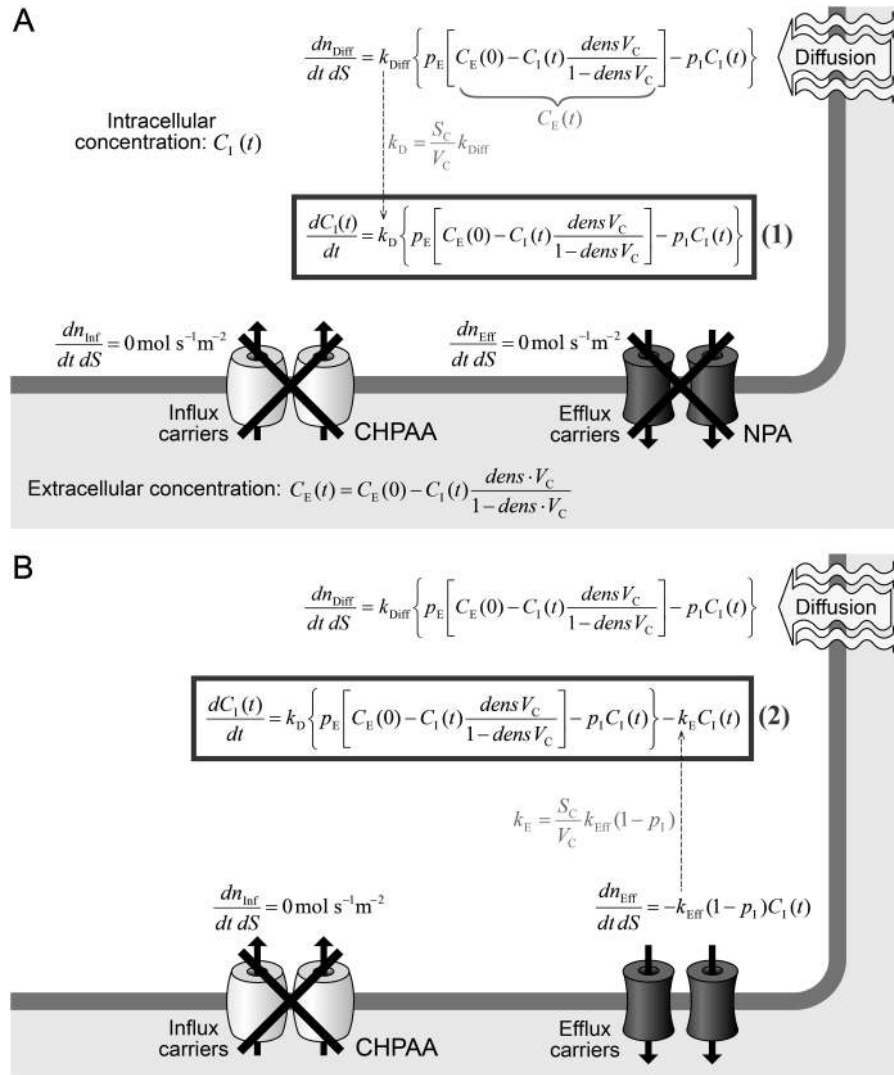 A
dn_Diff/(dt dS) = k_Diff { p_E [ C_E(0) − C_I(t) (dens V_C)/(1 − dens V_C) ] − p_I C_I(t) }
Diffusion
C_E(t)
Intracellular
concentration: C_I (t)
k_D = (S_C/V_C) k_Diff
dC_I(t)/dt = k_D { p_E [ C_E(0) − C_I(t) (dens V_C)/(1 − dens V_C) ] − p_I C_I(t) } (1)
dn_Inf/(dt dS) = 0 mol s⁻¹ m⁻²
dn_Eff/(dt dS) = 0 mol s⁻¹ m⁻²
Influx
carriers
CHPAA
Efflux
carriers
NPA
Extracellular concentration: C_E(t) = C_E(0) − C_I(t) (dens · V_C)/(1 − dens · V_C)
B
dn_Diff/(dt dS) = k_Diff { p_E [ C_E(0) − C_I(t) (dens V_C)/(1 − dens V_C) ] − p_I C_I(t) }
Diffusion
dC_I(t)/dt = k_D { p_E [ C_E(0) − C_I(t) (dens V_C)/(1 − dens V_C) ] − p_I C_I(t) } − k_E C_I(t) (2)
k_E = (S_C/V_C) k_Eff (1 − p_I)
dn_Inf/(dt dS) = 0 mol s⁻¹ m⁻²
dn_Eff/(dt dS) = −k_Eff (1 − p_I) C_I(t)
Influx
carriers
CHPAA
Efflux
carriers